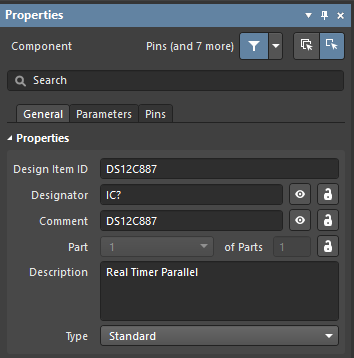 Properties
Component Pins (and 7 more)
Search
General Parameters Pins
Properties
Design Item ID DS12C887
Designator IC?
Comment DS12C887
Part 1 of Parts 1
Description Real Timer Parallel
Type Standard